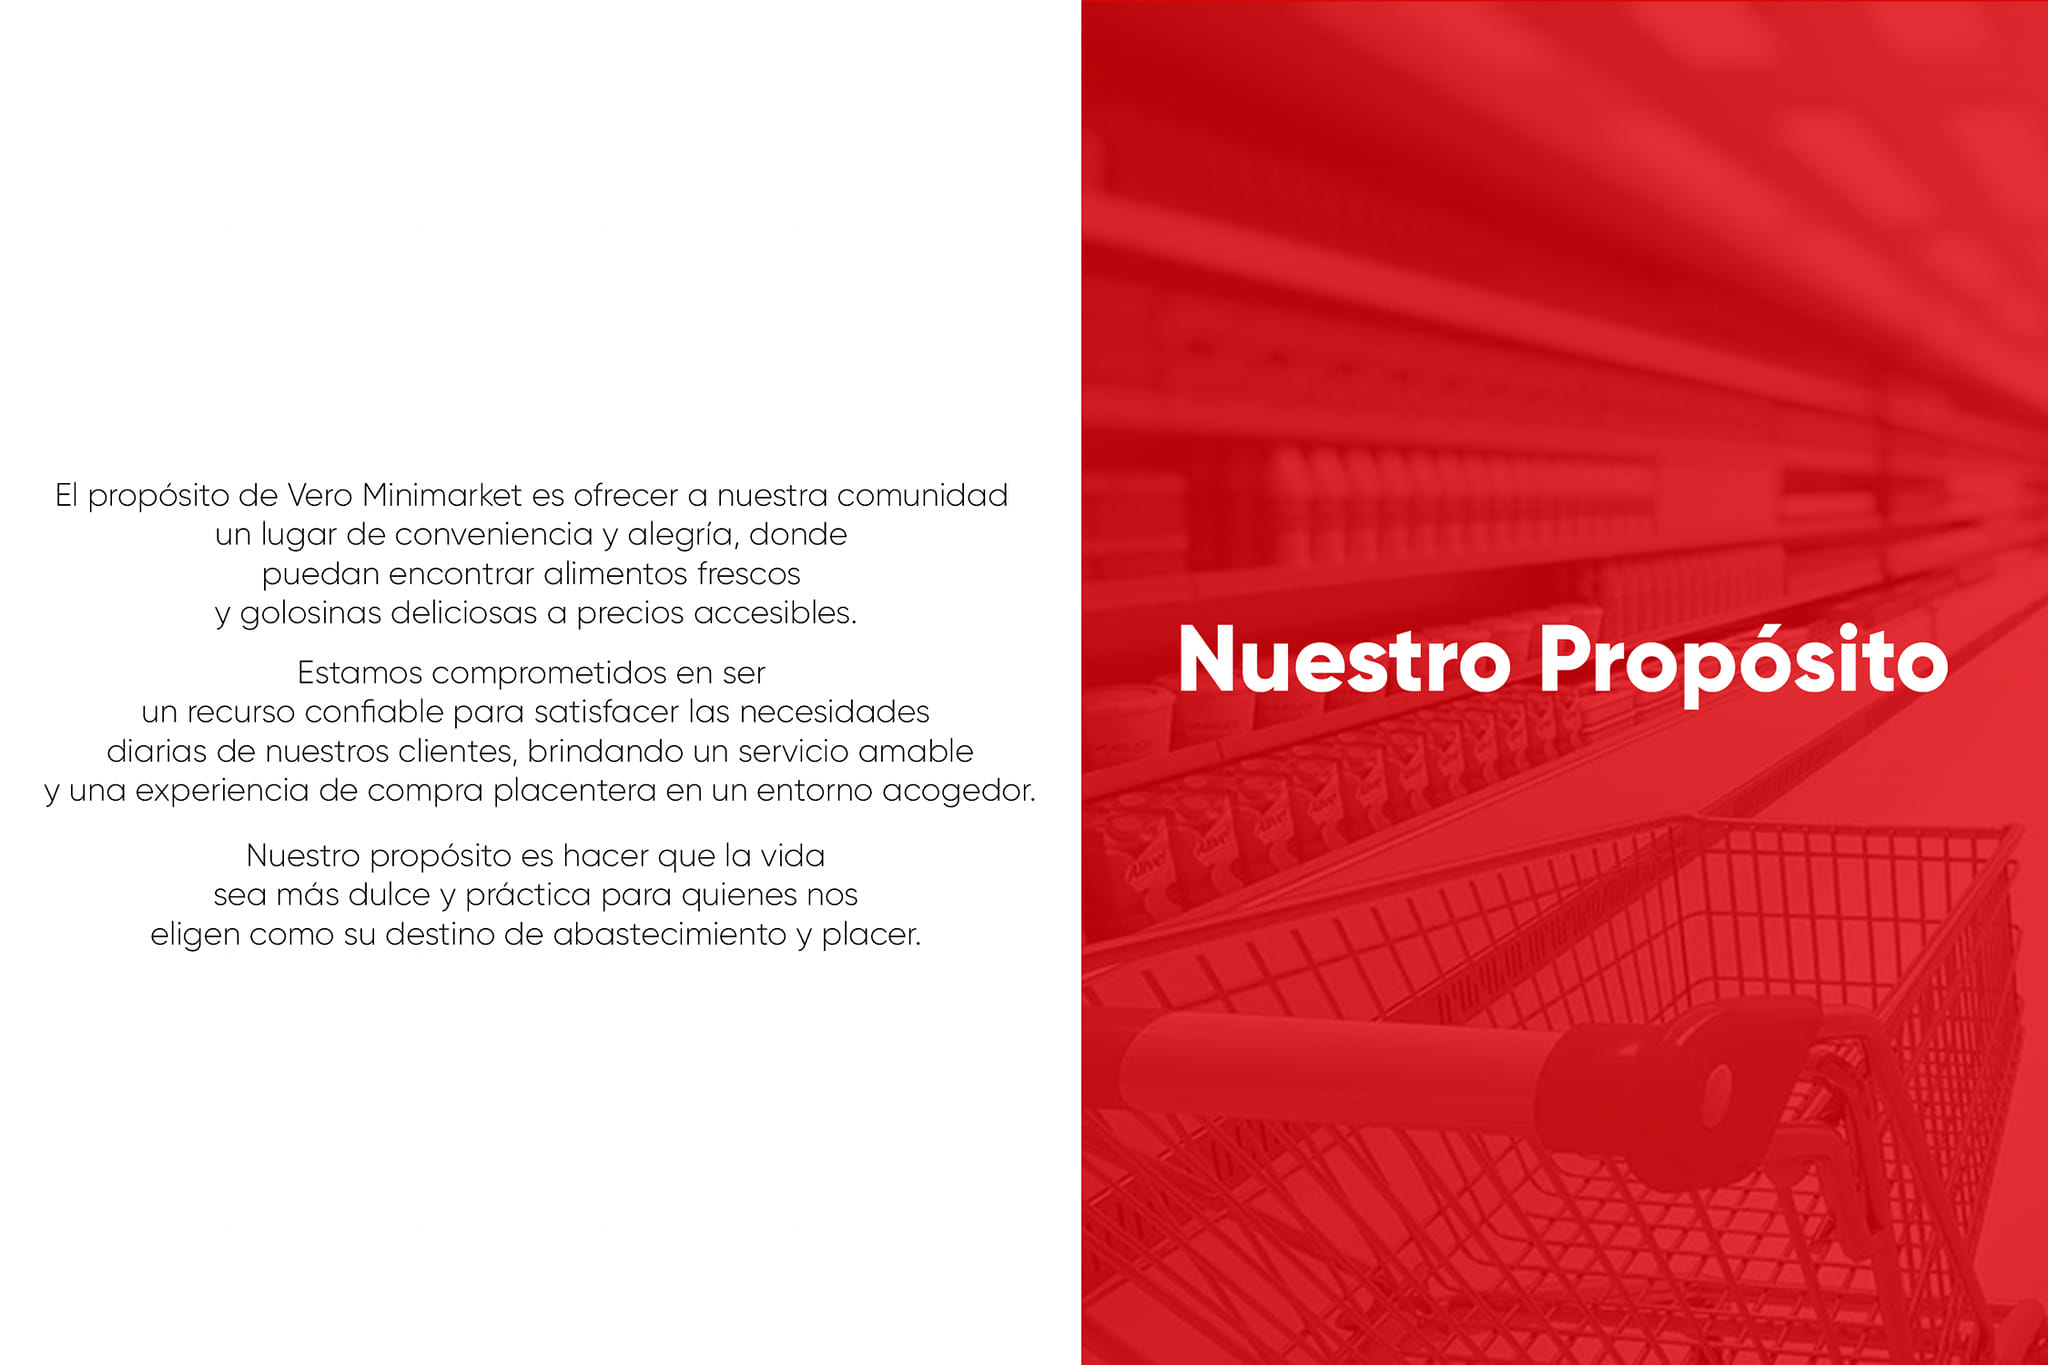 El propósito de Vero Minimarket es ofrecer a nuestra comunidad
un lugar de conveniencia y alegría, donde
puedan encontrar alimentos frescos
y golosinas deliciosas a precios accesibles.
Estamos comprometidos en ser
un recurso confiable para satisfacer las necesidades
diarias de nuestros clientes, brindando un servicio amable
y una experiencia de compra placentera en un entorno acogedor.
Nuestro propósito es hacer que la vida
sea más dulce y práctica para quienes nos
eligen como su destino de abastecimiento y placer.
Nuestro Propósito